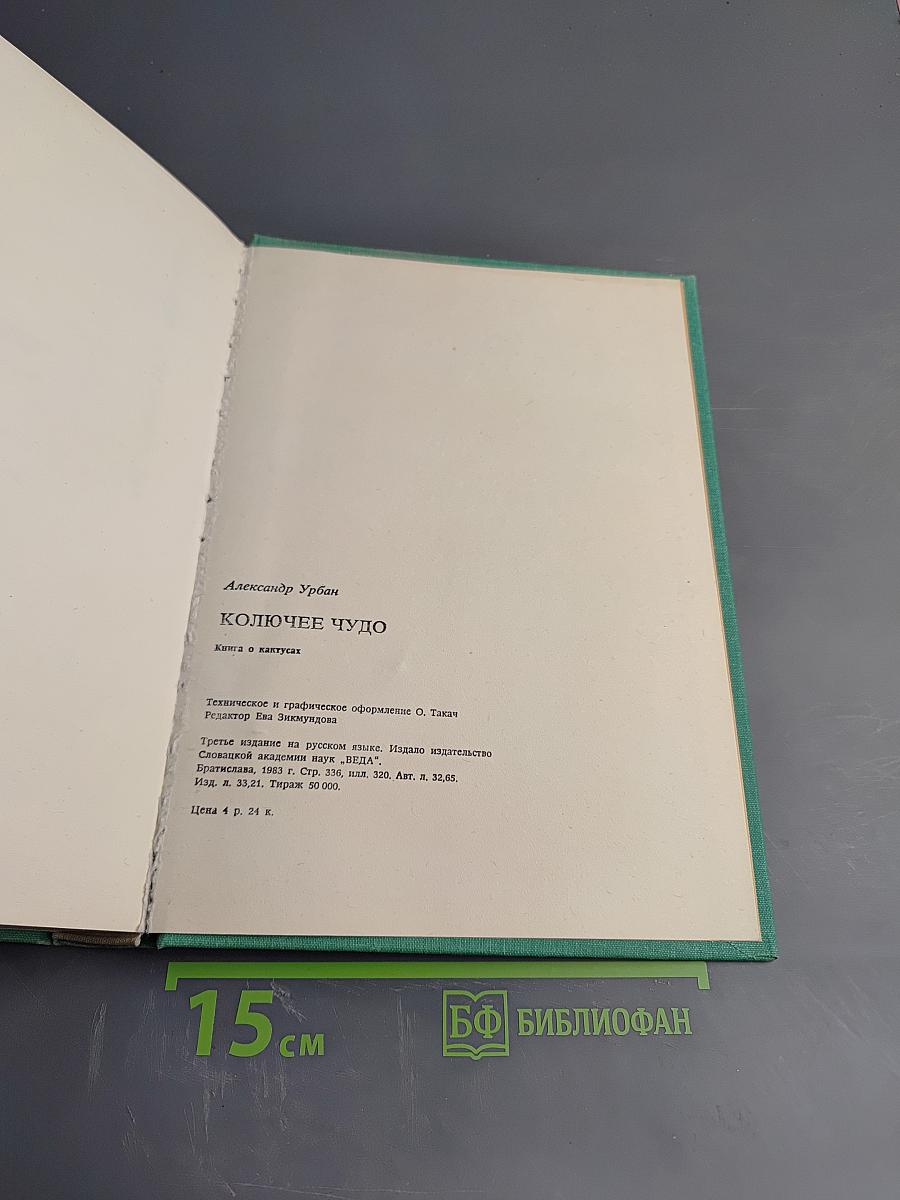 Александр Урбан
КОЛЮЧЕЕ ЧУДО
Книга о кактусах
Техническое и графическое оформление О. Такач
Редактор Ева Зикмундова
Третье издание на русском языке. Издало издательство
Словацкой академии наук „ВЕДА".
Братислава, 1983 г. Стр. 336, илл. 320. Авт. л. 32,65.
Изд. л. 33,21. Тираж 50 000.
Цена 4 р. 24 к.
15 см
БФ БИБЛИОФАН